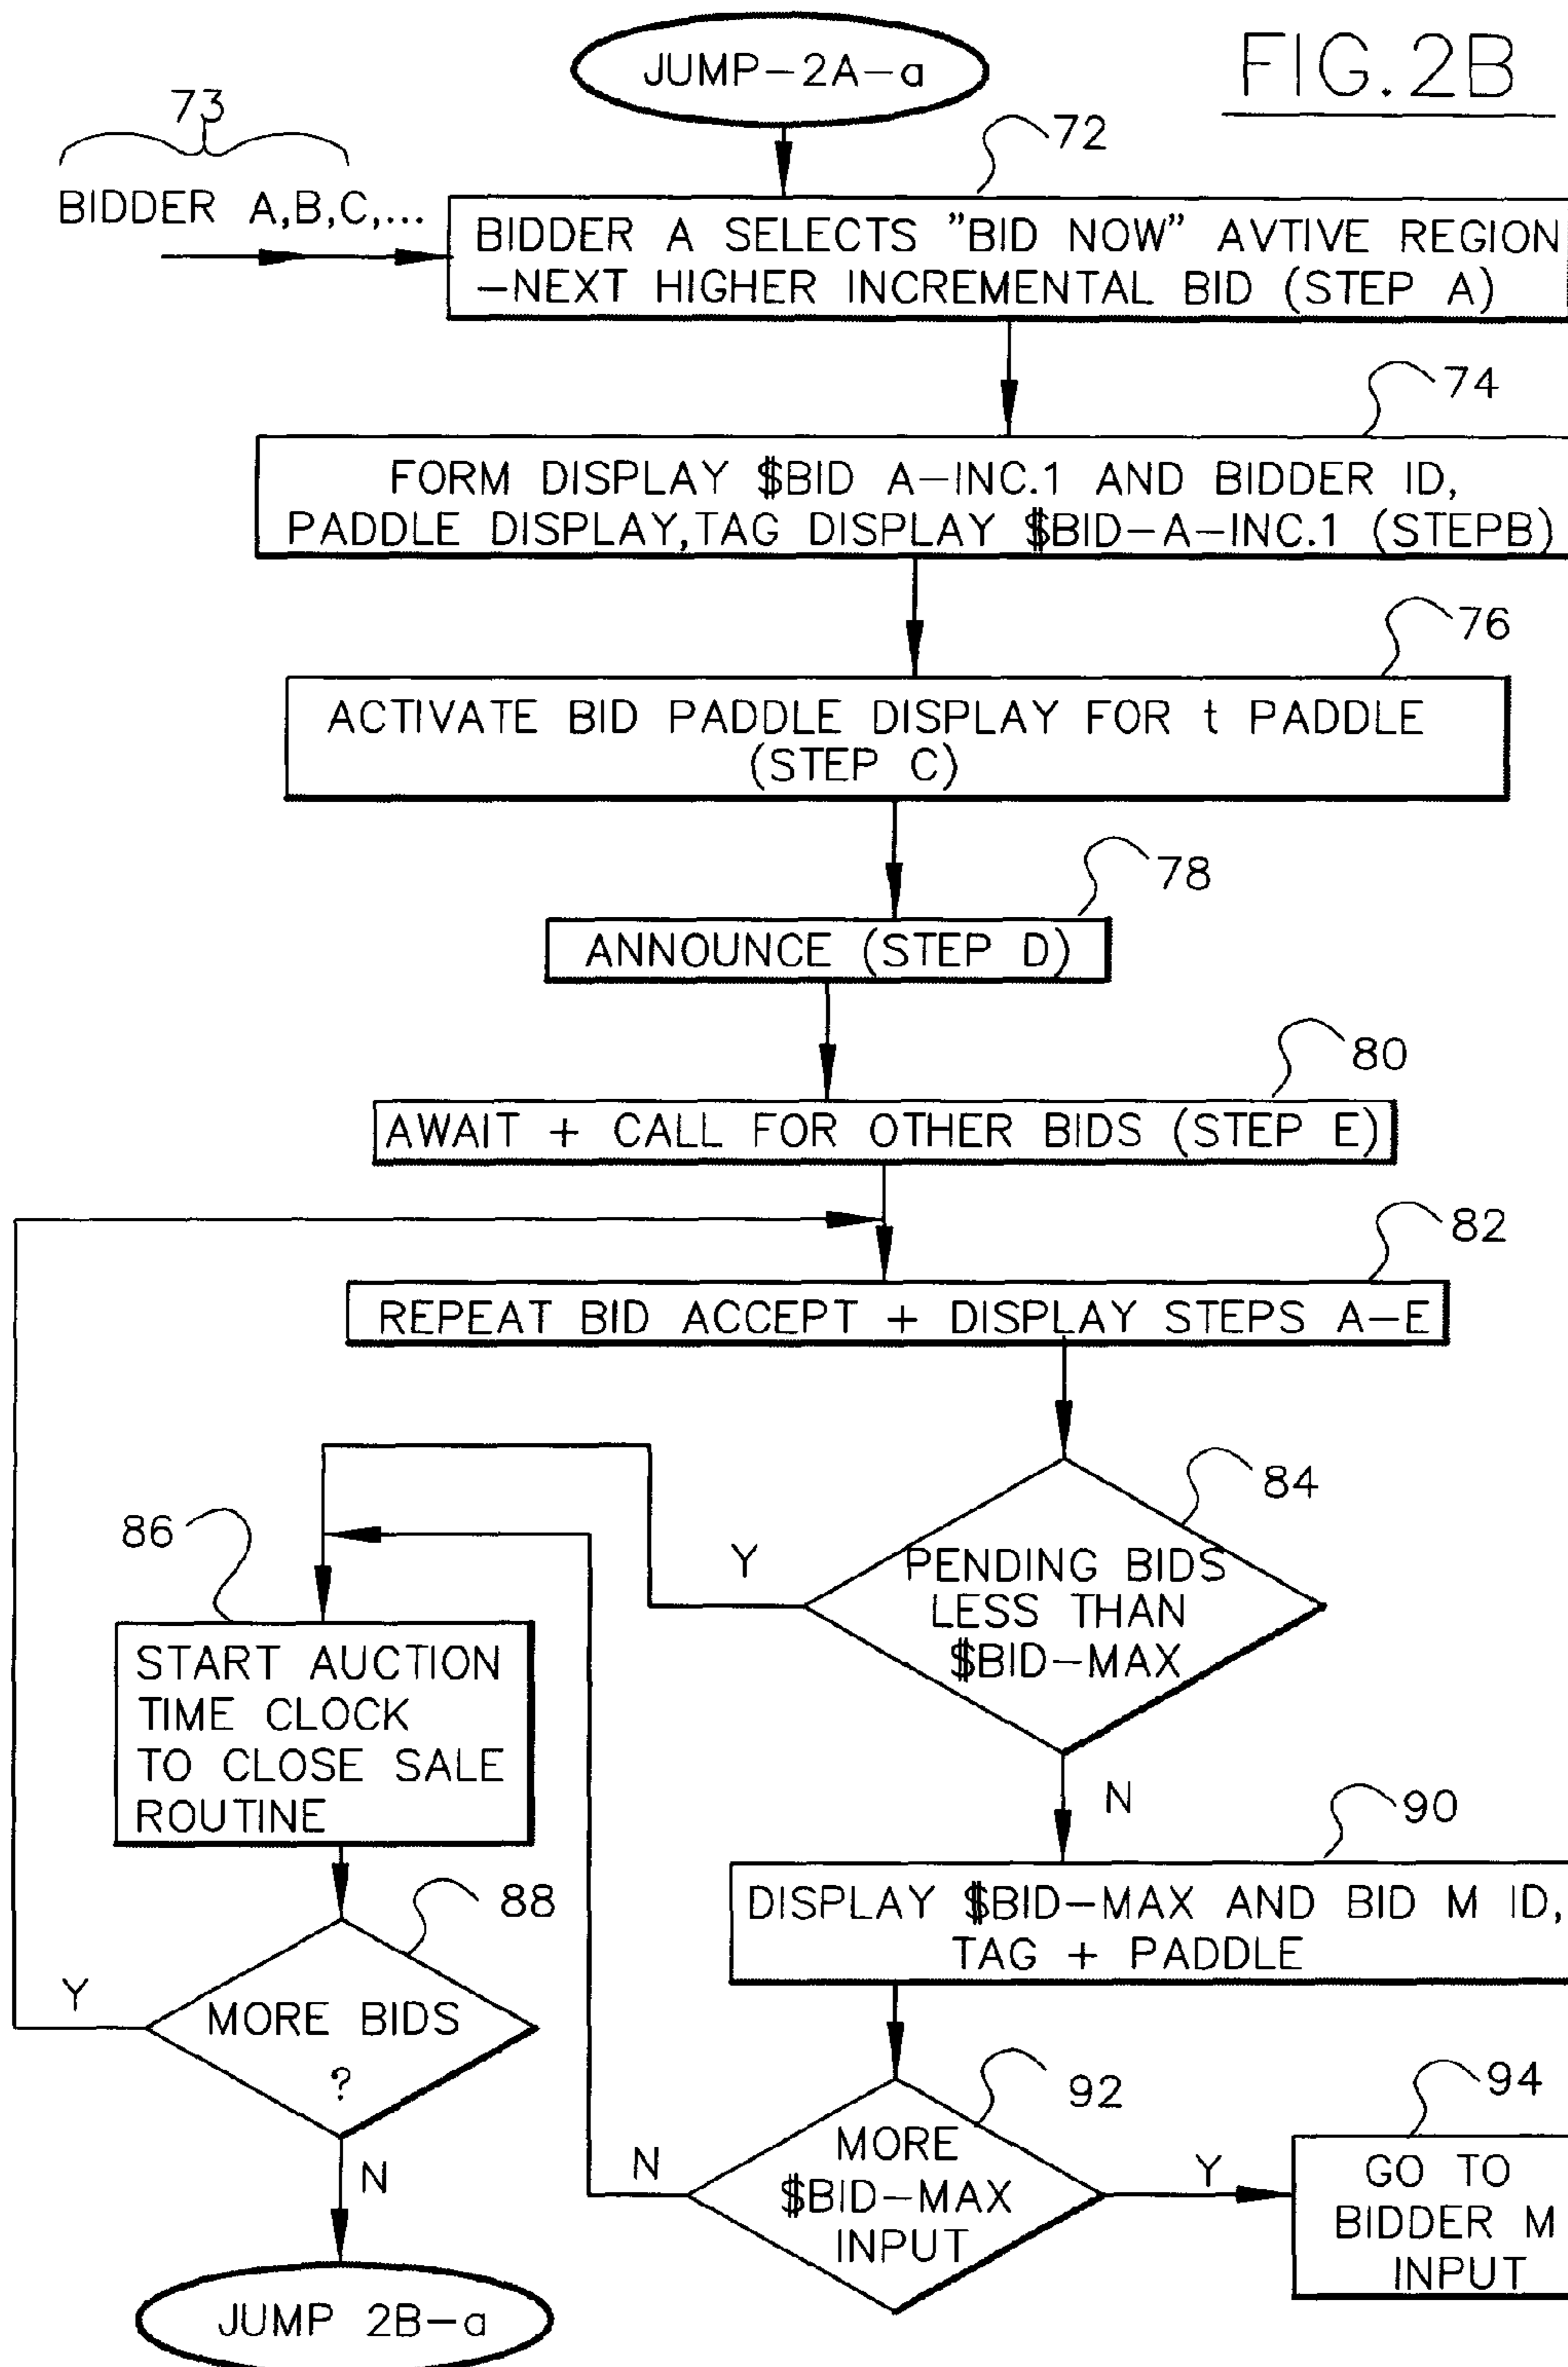 JUMP-2A-a
FIG.2B
73
72
BIDDER A,B,C,...
BIDDER A SELECTS "BID NOW" AVTIVE REGION
-NEXT HIGHER INCREMENTAL BID (STEP A)
74
FORM DISPLAY $BID A-INC.1 AND BIDDER ID,
PADDLE DISPLAY,TAG DISPLAY $BID-A-INC.1 (STEPB)
76
ACTIVATE BID PADDLE DISPLAY FOR t PADDLE
(STEP C)
78
ANNOUNCE (STEP D)
80
AWAIT + CALL FOR OTHER BIDS (STEP E)
82
REPEAT BID ACCEPT + DISPLAY STEPS A-E
84
PENDING BIDS
LESS THAN
$BID-MAX
Y
N
86
START AUCTION
TIME CLOCK
TO CLOSE SALE
ROUTINE
88
MORE BIDS
?
Y
N
90
DISPLAY $BID-MAX AND BID M ID,
TAG + PADDLE
92
MORE
$BID-MAX
INPUT
N
Y
94
GO TO
BIDDER M
INPUT
JUMP 2B-a